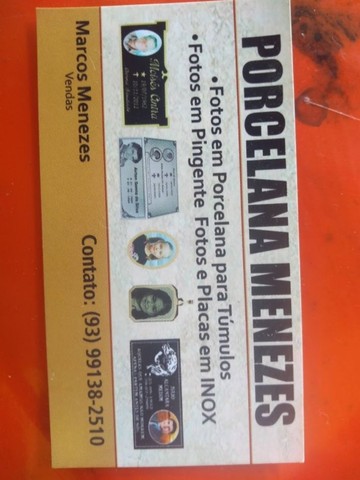 PORCELANA MENEZES
•Fotos em Porcelana para Túmulos
•Fotos em Pingente Fotos e Placas em INOX
Marcos Menezes
Vendas
Contato: (93) 99138-2510